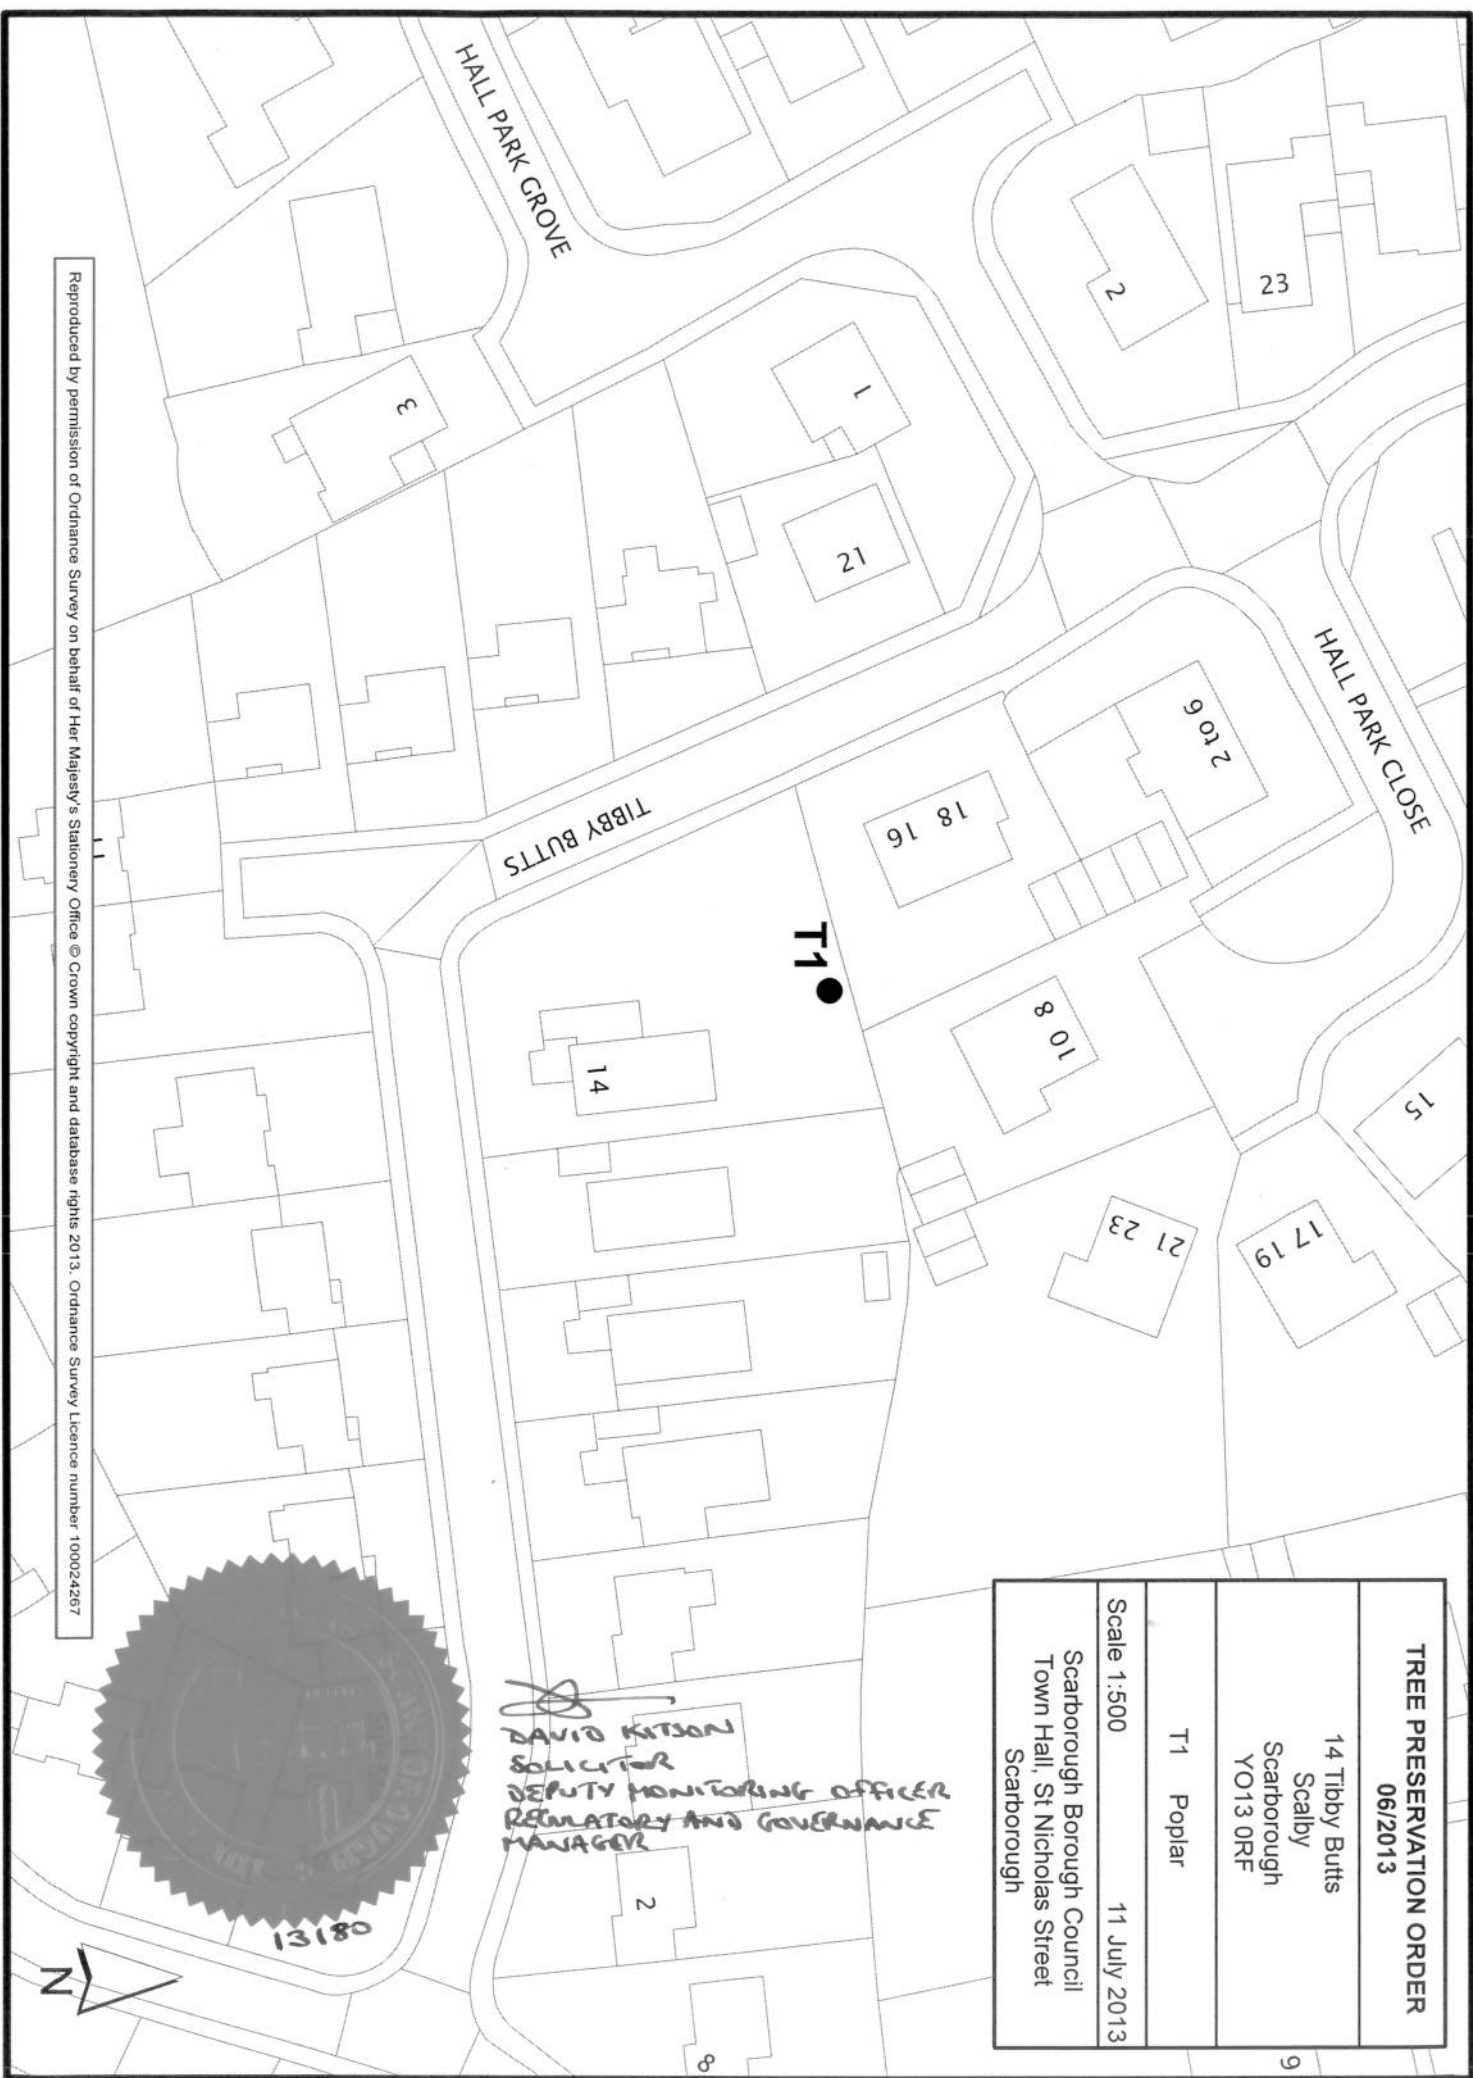 TREE PRESERVATION ORDER
06/2013
14 Tibby Butts
Scalby
Scarborough
YO13 0RF
T1 Poplar
Scale 1:500 11 July 2013
Scarborough Borough Council
Town Hall, St Nicholas Street
Scarborough
HALL PARK GROVE
HALL PARK CLOSE
TIBBY BUTTS
T1
23
2
1
3
21
2 to 6
18 16
10 8
14
15
17 19
21 23
2
8
9
DAVID KITSON
SOLICITOR
DEPUTY MONITORING OFFICER
REGULATORY AND GOVERNANCE
MANAGER
13180
N
Reproduced by permission of Ordnance Survey on behalf of Her Majesty's Stationery Office © Crown copyright and database rights 2013. Ordnance Survey Licence number 100024267